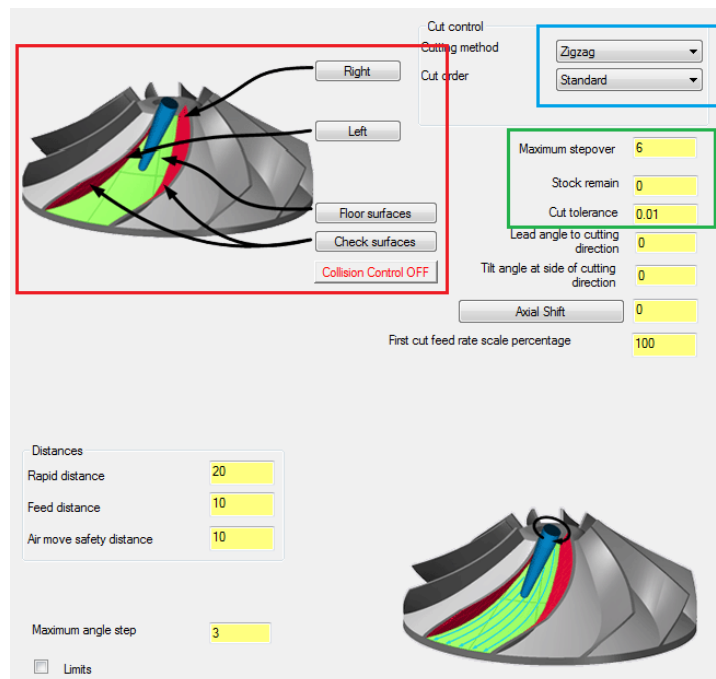 Cut control
Cutting method
Zigzag
Cut order
Standard
Right
Left
Floor surfaces
Check surfaces
Collision Control OFF
Maximum stepover
6
Stock remain
0
Cut tolerance
0.01
Lead angle to cutting
direction
0
Tilt angle at side of cutting
direction
0
Axial Shift
0
First cut feed rate scale percentage
100
Distances
Rapid distance
20
Feed distance
10
Air move safety distance
10
Maximum angle step
3
Limits